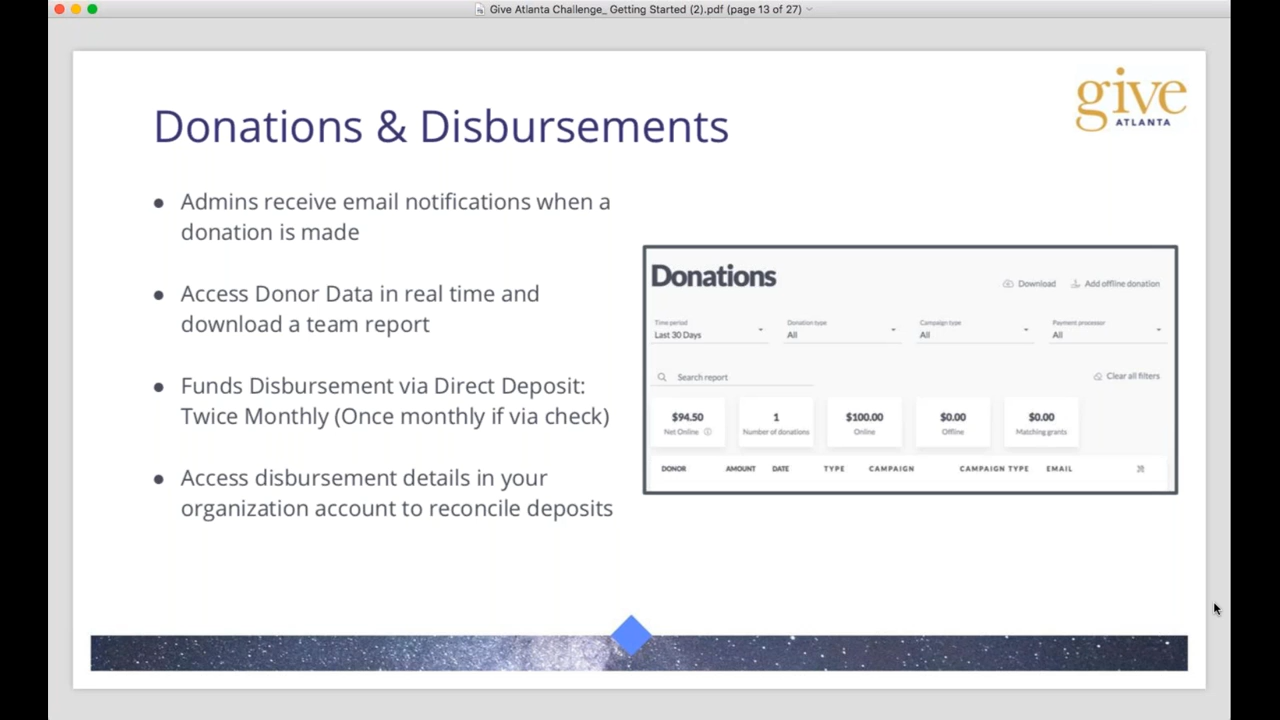 Give Atlanta Challenge_ Getting Started (2).pdf (page 13 of 27)
give
ATLANTA
Donations & Disbursements
● Admins receive email notifications when a
donation is made
● Access Donor Data in real time and
download a team report
● Funds Disbursement via Direct Deposit:
Twice Monthly (Once monthly if via check)
● Access disbursement details in your
organization account to reconcile deposits
Donations
Download
Add offline donation
Time period
Donation type
Campaign type
Payment processor
Last 30 Days
All
All
All
Search report
Clear all filters
$94.50
1
$100.00
$0.00
$0.00
Net Online
Number of donations
Online
Offline
Matching grants
DONOR AMOUNT DATE TYPE CAMPAIGN CAMPAIGN TYPE EMAIL